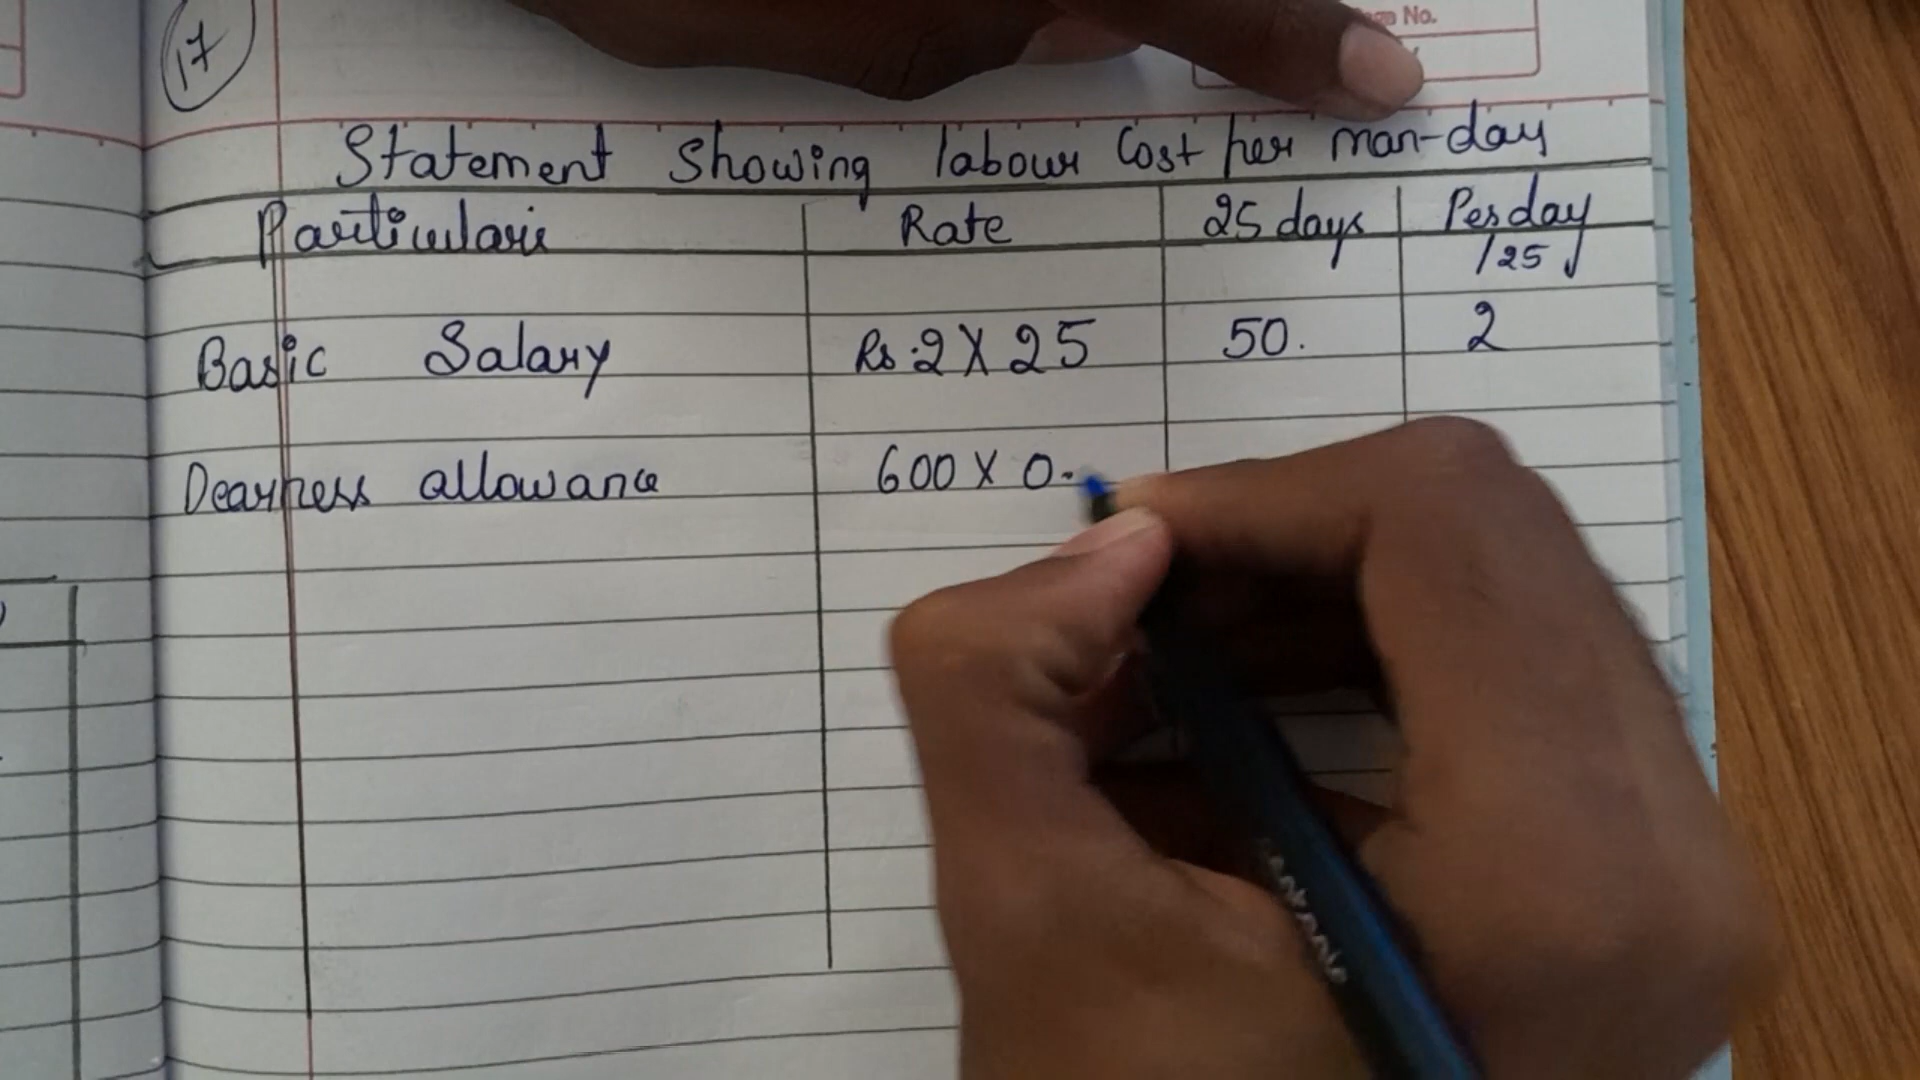 17
No.
Statement Showing labour Cost per man-day
Particulars Rate 25 days Per day
/25
Basic Salary Rs.2 X 25 50. 2
Dearness allowance 600 X 0.